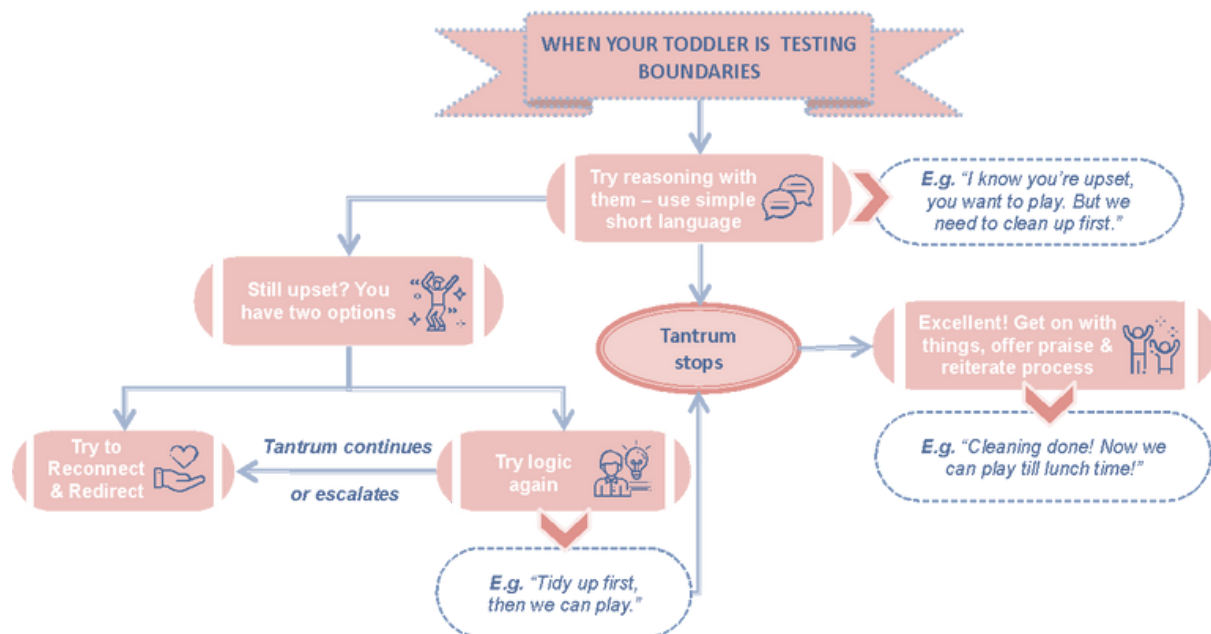 WHEN YOUR TODDLER IS TESTING
BOUNDARIES
Try reasoning with
them – use simple
short language
E.g. “I know you’re upset,
you want to play. But we
need to clean up first.”
Still upset? You
have two options
Tantrum
stops
Excellent! Get on with
things, offer praise &
reiterate process
Try to
Reconnect
& Redirect
Tantrum continues
or escalates
Try logic
again
E.g. “Cleaning done! Now we
can play till lunch time!”
E.g. “Tidy up first,
then we can play.”